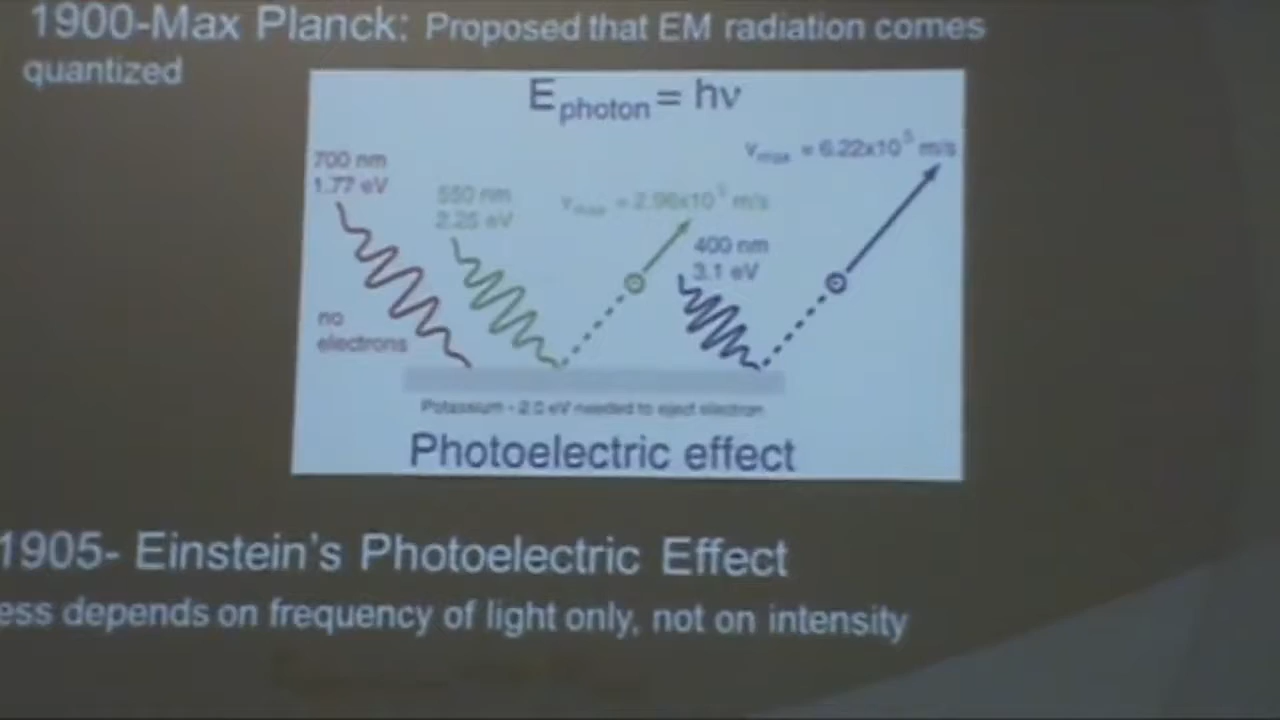 1900-Max Planck: Proposed that EM radiation comes
quantized
E photon = hν
700 nm
1.77 eV
550 nm
2.25 eV
vmax = 2.96x10⁵ m/s
vmax = 6.22x10⁵ m/s
400 nm
3.1 eV
no
electrons
Potassium - 2.0 eV needed to eject electron
Photoelectric effect
1905- Einstein's Photoelectric Effect
ess depends on frequency of light only, not on intensity